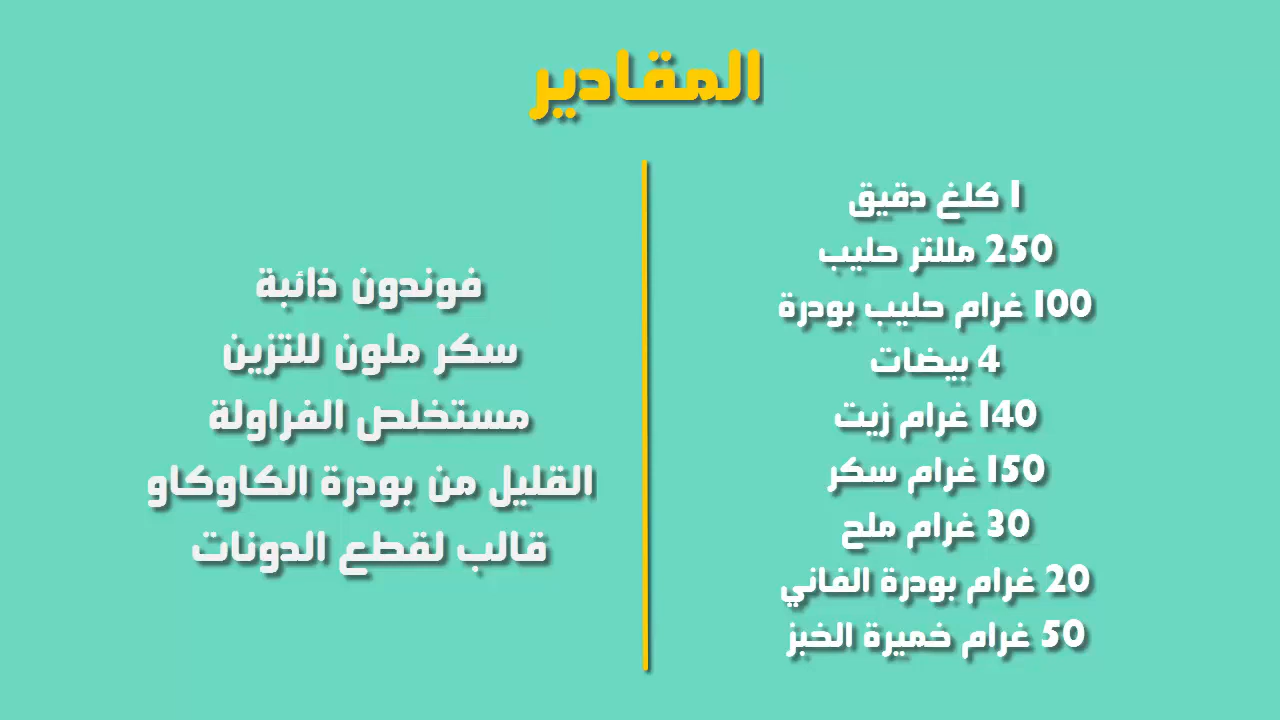 المقادير
1 كلغ دقيق
250 مللتر حليب
100 غرام حليب بودرة
4 بيضات
140 غرام زيت
150 غرام سكر
30 غرام ملح
20 غرام بودرة الفاني
50 غرام خميرة الخبز
فوندون ذائبة
سكر ملون للتزين
مستخلص الفراولة
القليل من بودرة الكاوكاو
قالب لقطع الدونات